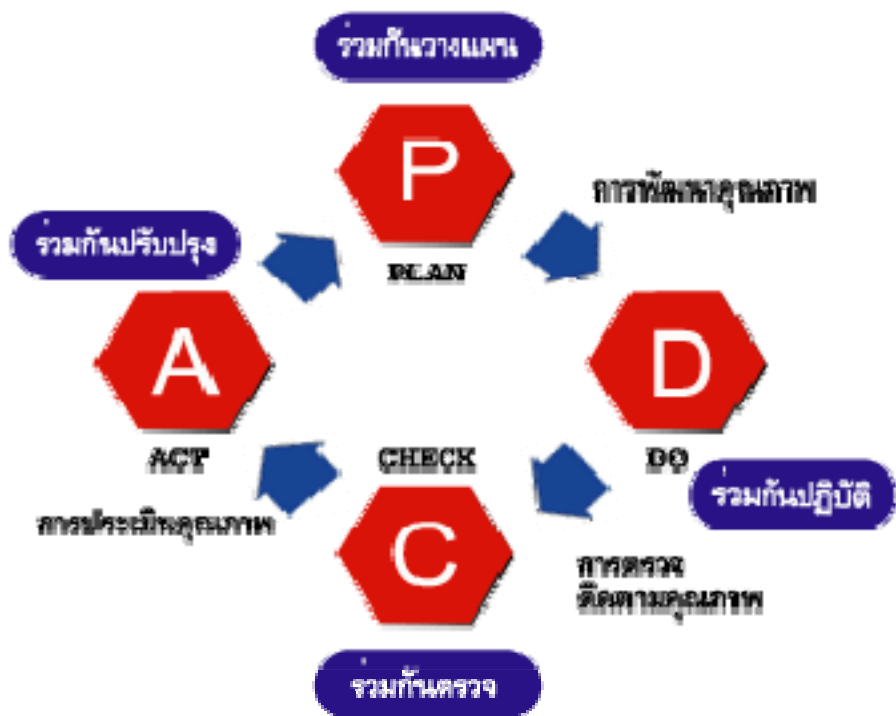 ร่วมกันวางแผน
P
PLAN
การพัฒนาคุณภาพ
ร่วมกันปรับปรุง
A
ACT
D
DO
ร่วมกันปฏิบัติ
การประเมินคุณภาพ
CHECK
C
การตรวจ
ติดตามคุณภาพ
ร่วมกันตรวจ